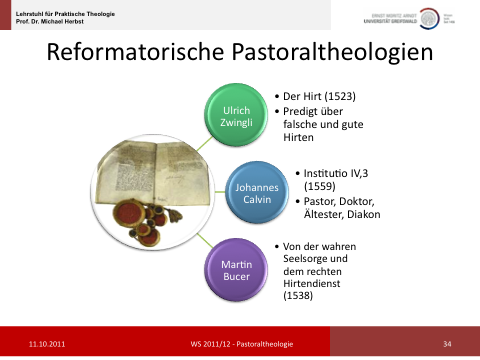 Lehrstuhl für Praktische Theologie
Prof. Dr. Michael Herbst
ERNST MORITZ ARNDT
UNIVERSITÄT GREIFSWALD
Reformatorische Pastoraltheologien
Ulrich
Zwingli
• Der Hirt (1523)
• Predigt über
falsche und gute
Hirten
Johannes
Calvin
• Institutio IV,3
(1559)
• Pastor, Doktor,
Ältester, Diakon
Martin
Bucer
• Von der wahren
Seelsorge und
dem rechten
Hirtendienst
(1538)
11.10.2011
WS 2011/12 - Pastoraltheologie
34